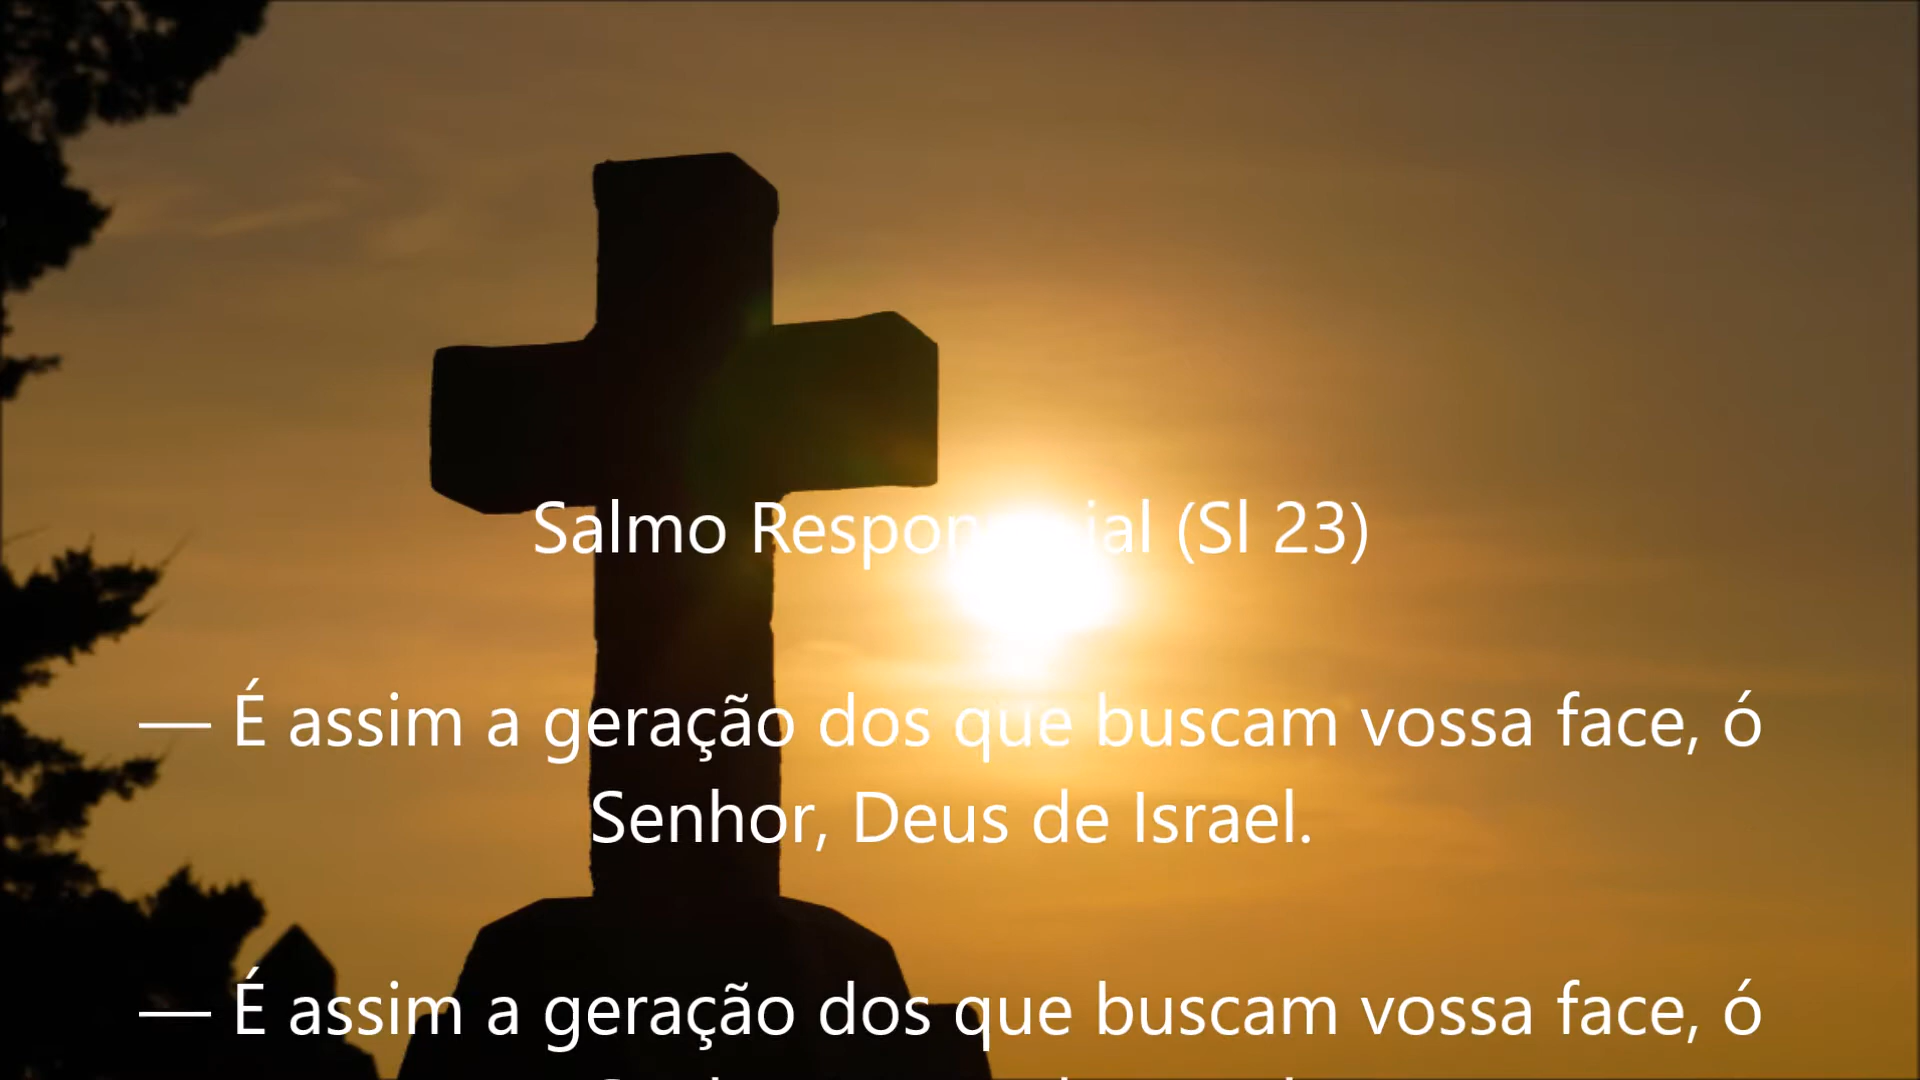 Salmo Responsorial (Sl 23)
— É assim a geração dos que buscam vossa face, ó
Senhor, Deus de Israel.
— É assim a geração dos que buscam vossa face, ó